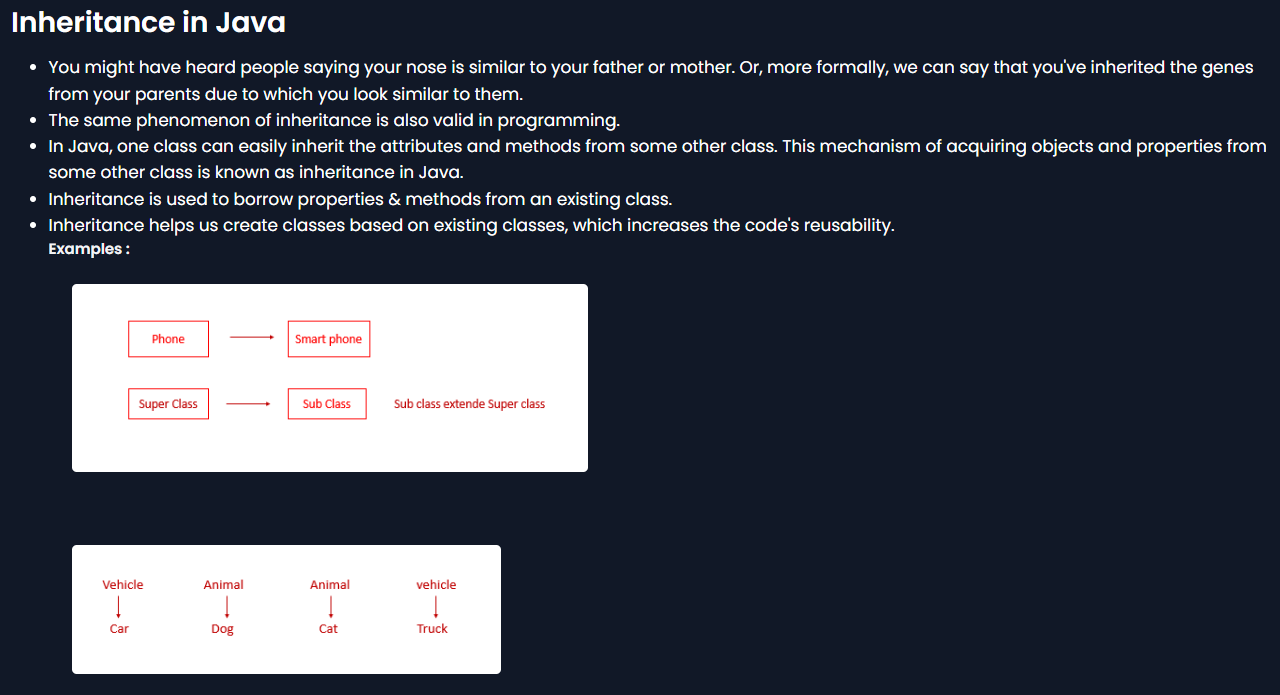 Inheritance in Java
• You might have heard people saying your nose is similar to your father or mother. Or, more formally, we can say that you've inherited the genes
from your parents due to which you look similar to them.
• The same phenomenon of inheritance is also valid in programming.
• In Java, one class can easily inherit the attributes and methods from some other class. This mechanism of acquiring objects and properties from
some other class is known as inheritance in Java.
• Inheritance is used to borrow properties & methods from an existing class.
• Inheritance helps us create classes based on existing classes, which increases the code's reusability.
Examples :
Phone Smart phone
Super Class Sub Class Sub class extende Super class
Vehicle Animal Animal vehicle
Car Dog Cat Truck